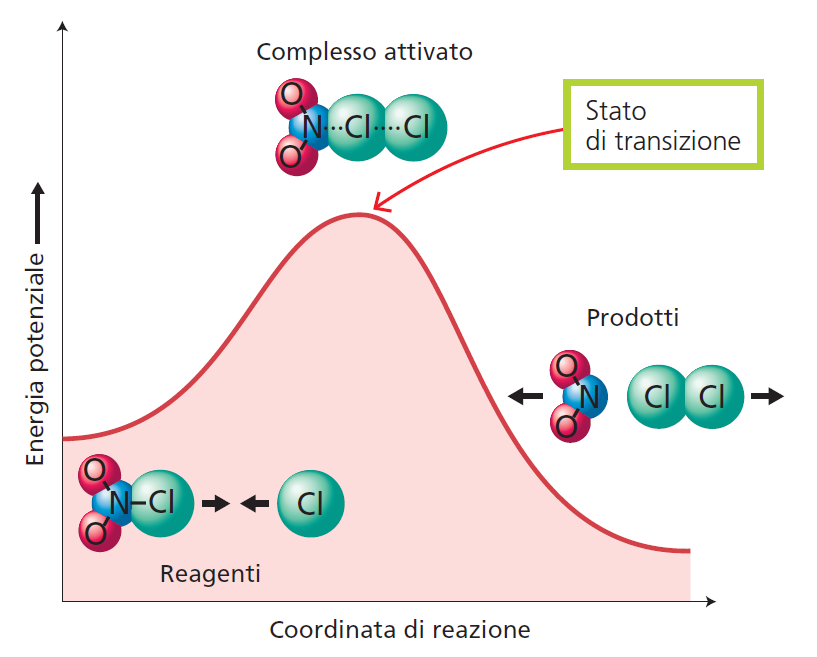 Complesso attivato
O
N···Cl····Cl
O
Stato
di transizione
Energia potenziale
Prodotti
O
N Cl Cl
O
O
N–Cl Cl
O
Reagenti
Coordinata di reazione